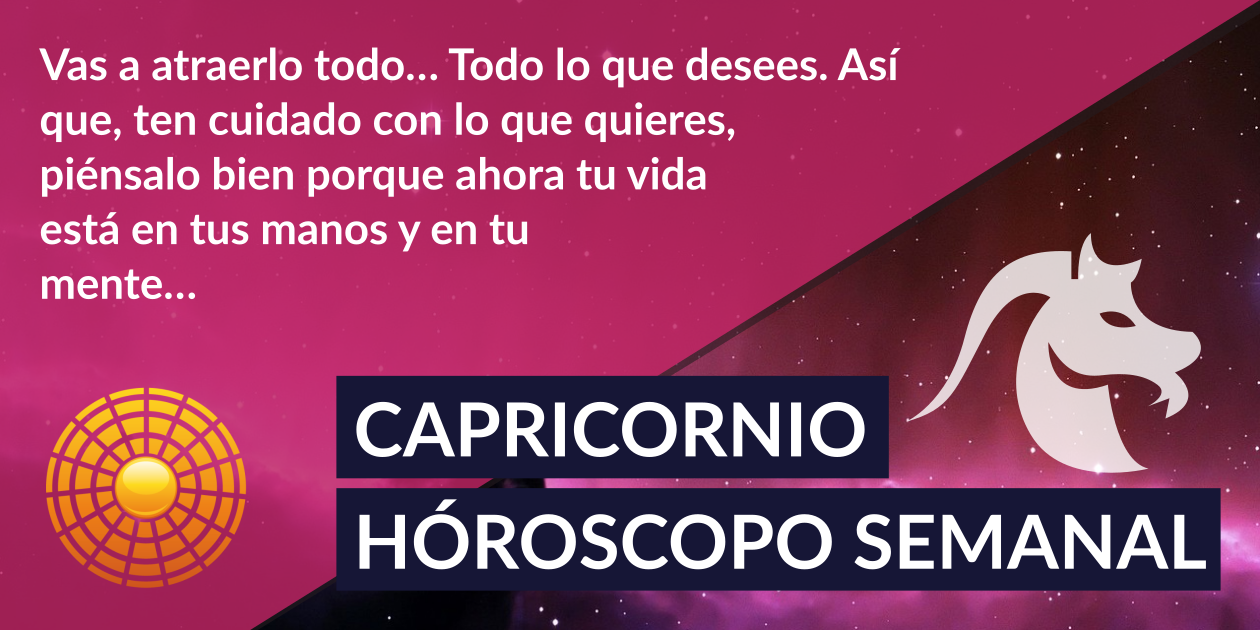 Vas a atraerlo todo... Todo lo que desees. Así
que, ten cuidado con lo que quieres,
piénsalo bien porque ahora tu vida
está en tus manos y en tu
mente...
CAPRICORNIO
HÓROSCOPO SEMANAL